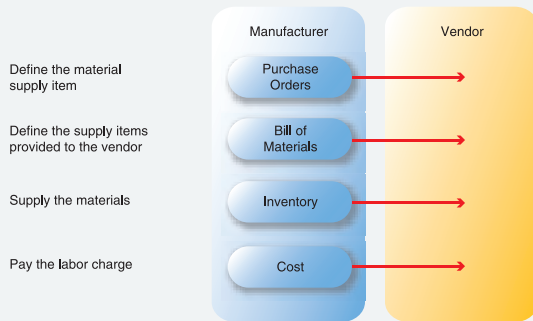 Manufacturer
Vendor
Define the material
supply item
Purchase
Orders
Define the supply items
provided to the vendor
Bill of
Materials
Supply the materials
Inventory
Pay the labor charge
Cost